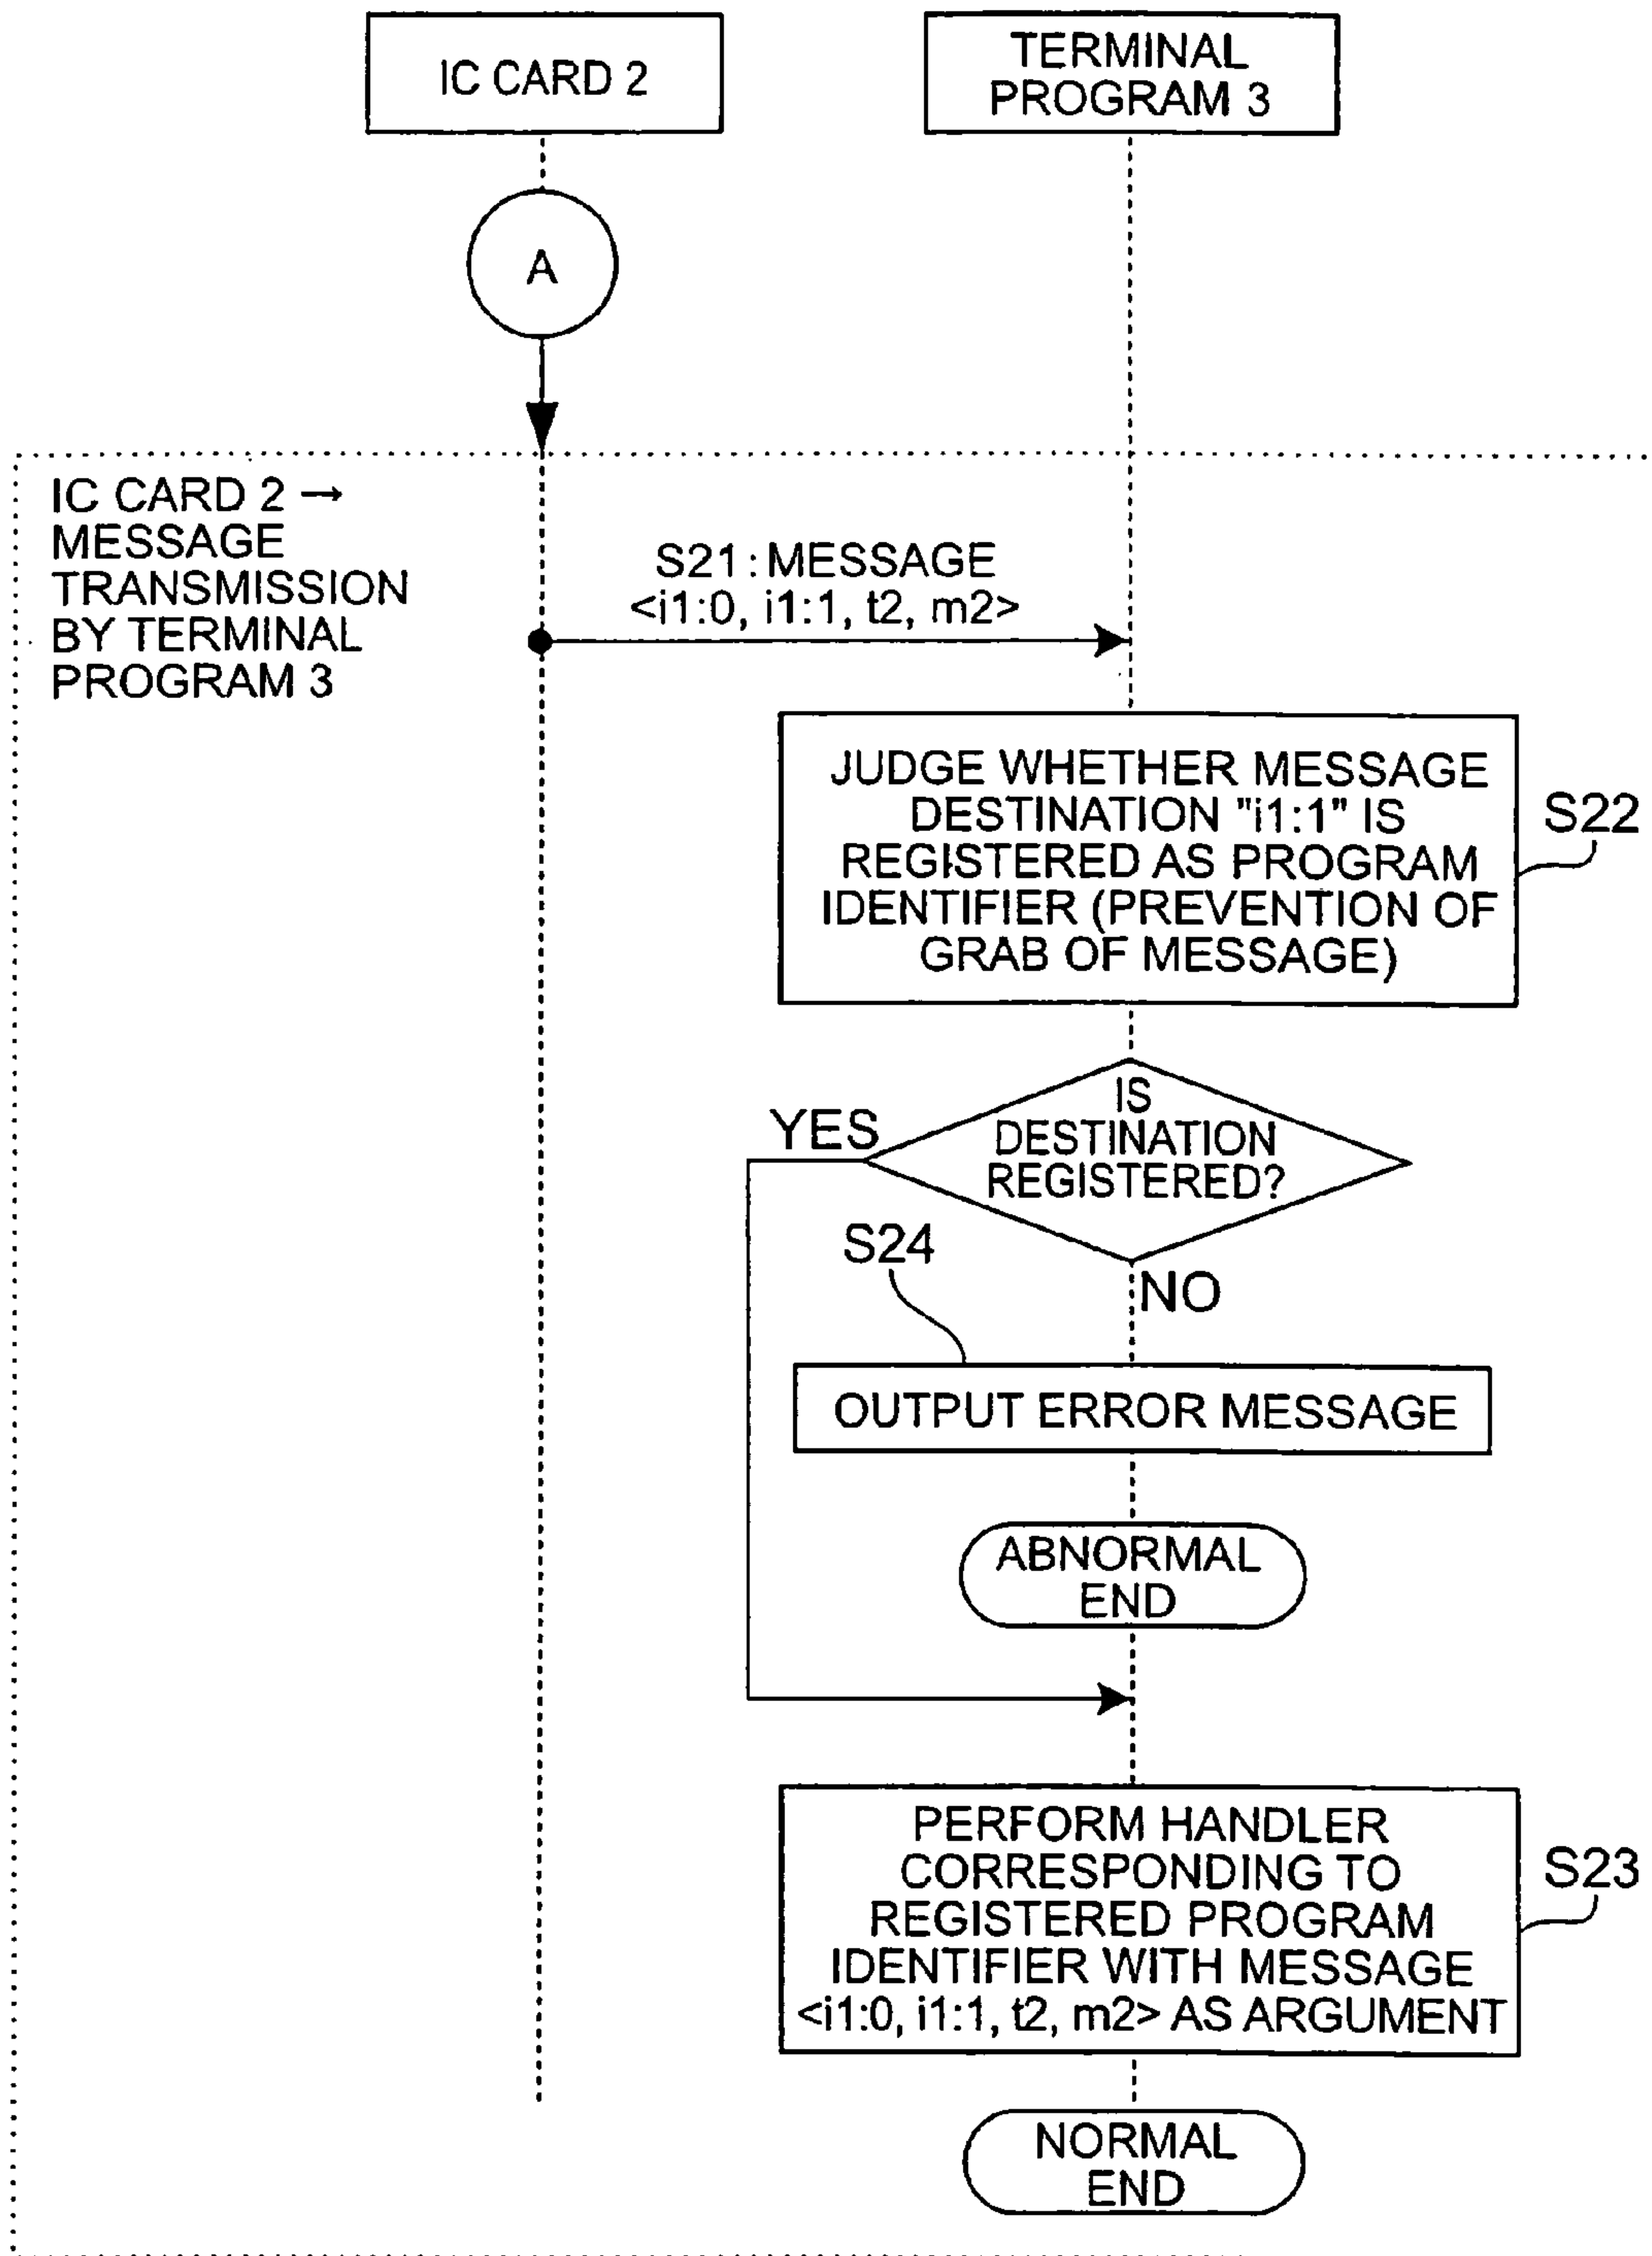 IC CARD 2
TERMINAL
PROGRAM 3
A
IC CARD 2 →
MESSAGE
TRANSMISSION
BY TERMINAL
PROGRAM 3
S21 : MESSAGE
<i1:0, i1:1, t2, m2>
JUDGE WHETHER MESSAGE
DESTINATION "i1:1" IS
REGISTERED AS PROGRAM
IDENTIFIER (PREVENTION OF
GRAB OF MESSAGE)
S22
IS
DESTINATION
REGISTERED?
YES
NO
S24
OUTPUT ERROR MESSAGE
ABNORMAL
END
PERFORM HANDLER
CORRESPONDING TO
REGISTERED PROGRAM
IDENTIFIER WITH MESSAGE
<i1:0, i1:1, t2, m2> AS ARGUMENT
S23
NORMAL
END